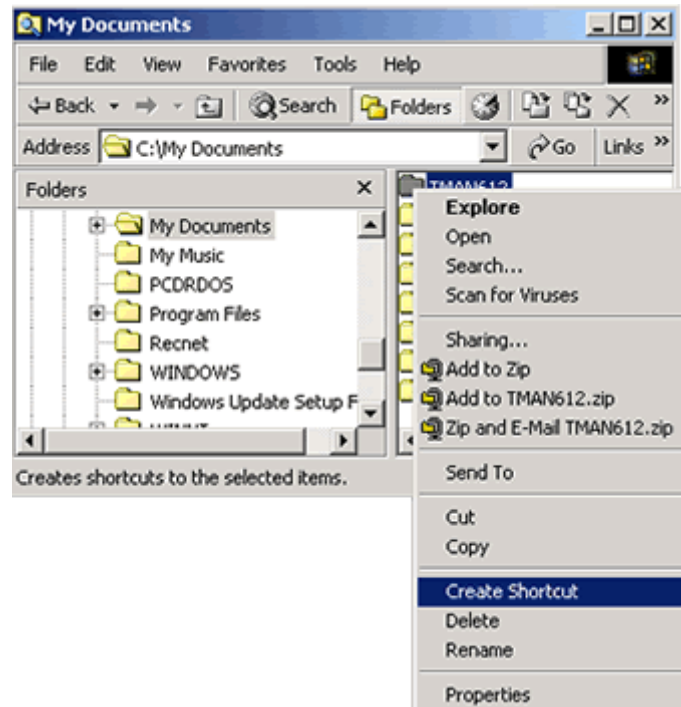 My Documents
File Edit View Favorites Tools Help
Back Search Folders »
Address C:\My Documents Go Links »
Folders
My Documents
My Music
PCDRDOS
Program Files
Recnet
WINDOWS
Windows Update Setup F
TMAN612
Explore
Open
Search...
Scan for Viruses
Sharing...
Add to Zip
Add to TMAN612.zip
Zip and E-Mail TMAN612.zip
Send To
Cut
Copy
Create Shortcut
Delete
Rename
Properties
Creates shortcuts to the selected items.